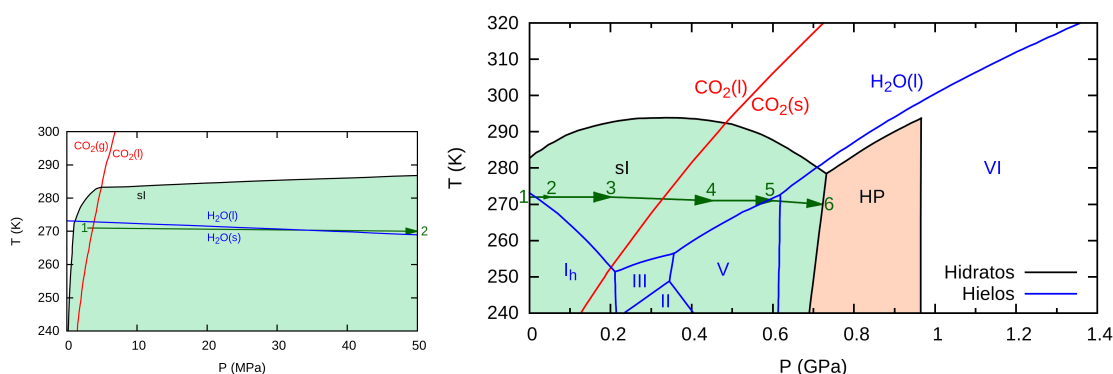 300
290
280
270
260
250
240
T (K)
0
10
20
30
40
50
P (MPa)
CO₂(g)
CO₂(l)
sI
H₂O(l)
H₂O(s)
1
2
320
310
300
290
280
270
260
250
240
T (K)
0
0.2
0.4
0.6
0.8
1
1.2
1.4
P (GPa)
CO₂(l)
CO₂(s)
H₂O(l)
sI
VI
HP
1
2
3
4
5
6
Iₕ
III
II
V
Hidratos
Hielos